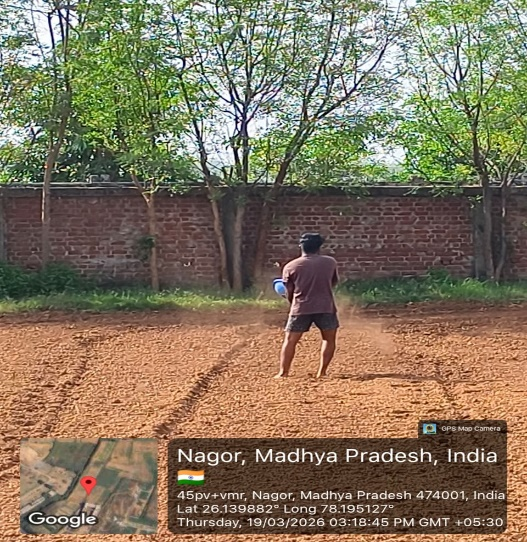 GPS Map Camera
Nagor, Madhya Pradesh, India
45pv+vmr, Nagor, Madhya Pradesh 474001, India
Lat 26.139882° Long 78.195127°
Thursday, 19/03/2026 03:18:45 PM GMT +05:30
Google